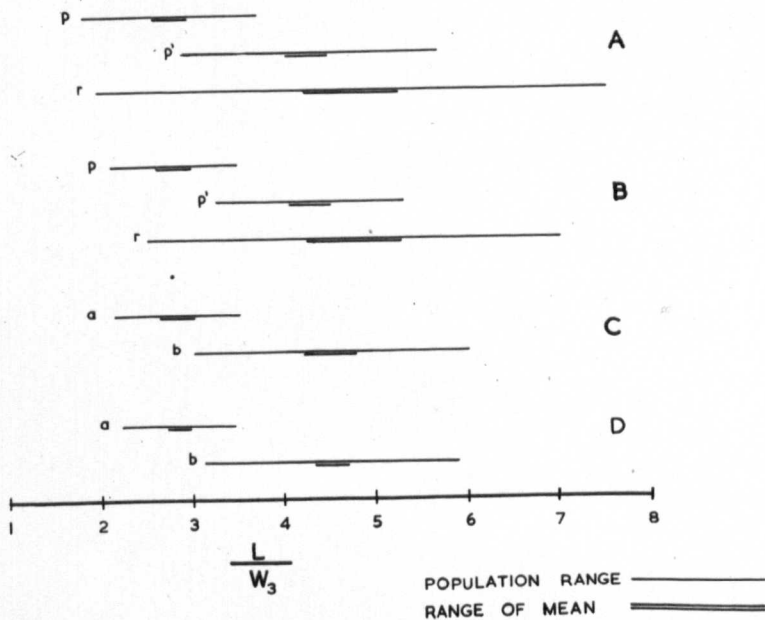 p
p' A
r
p
p' B
r
a
b C
a D
b
1 2 3 4 5 6 7 8
L
W3
POPULATION RANGE
RANGE OF MEAN